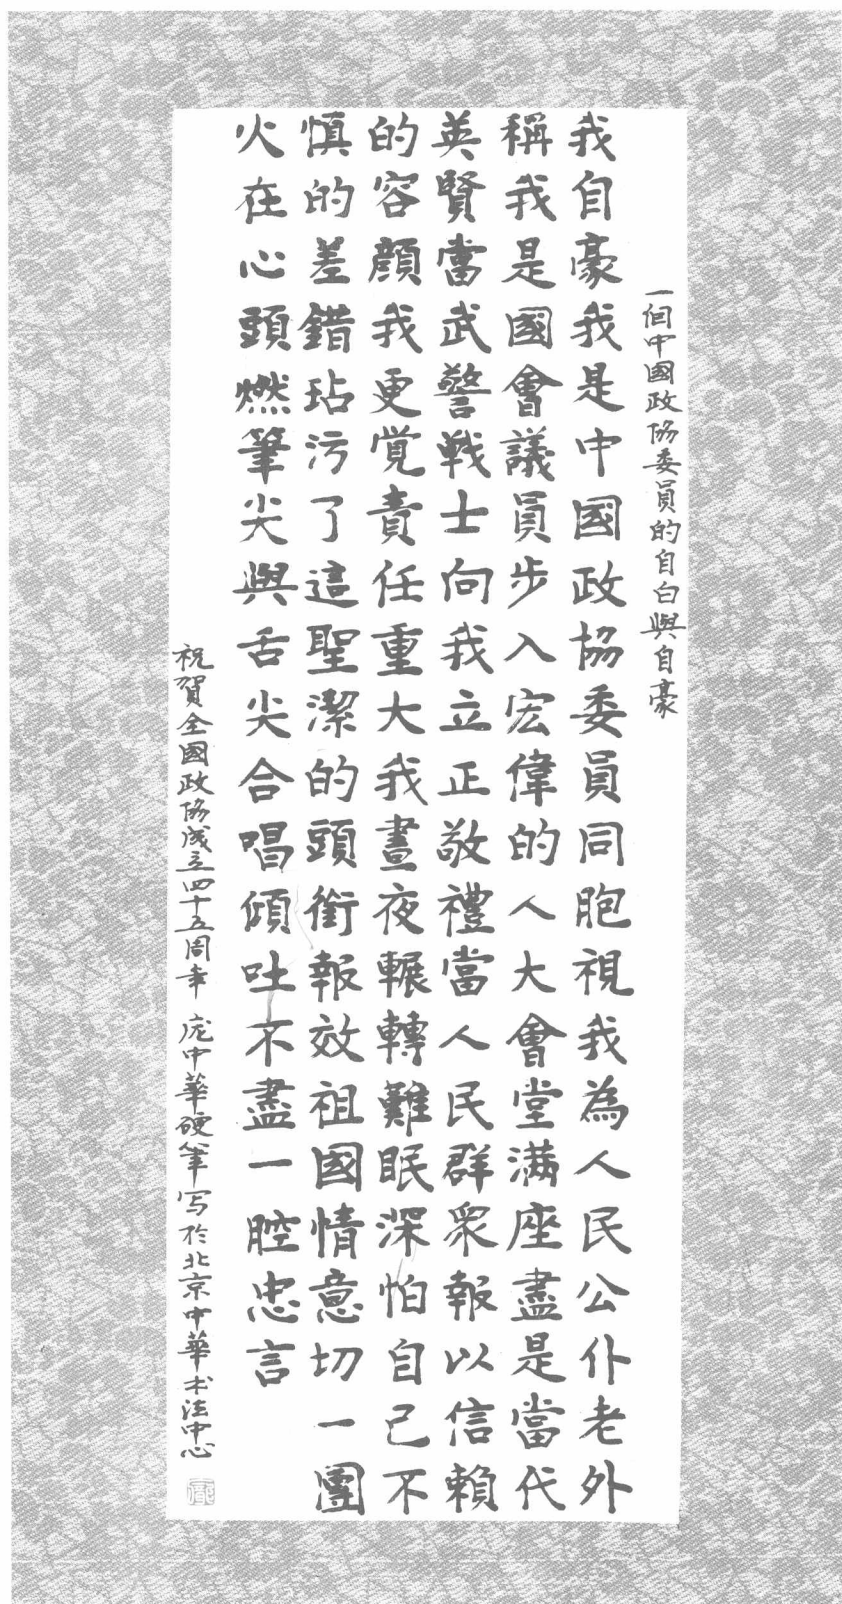 一個中國政協委員的自白與自豪
我自豪我是中國政協委員同胞視我為人民公仆老外
稱我是國會議員步入宏偉的人大會堂滿座盡是當代
英賢當武警戰士向我立正敬禮當人民群衆報以信賴
的容顔我更覚責任重大我晝夜輾轉難眠深怕自己不
慎的差錯玷污了這聖潔的頭銜報效祖國情意切一團
火在心頭燃筆尖與舌尖合唱傾吐不盡一腔忠言
祝賀全國政協成立四十五周年 庞中華硬筆写於北京中華书法中心